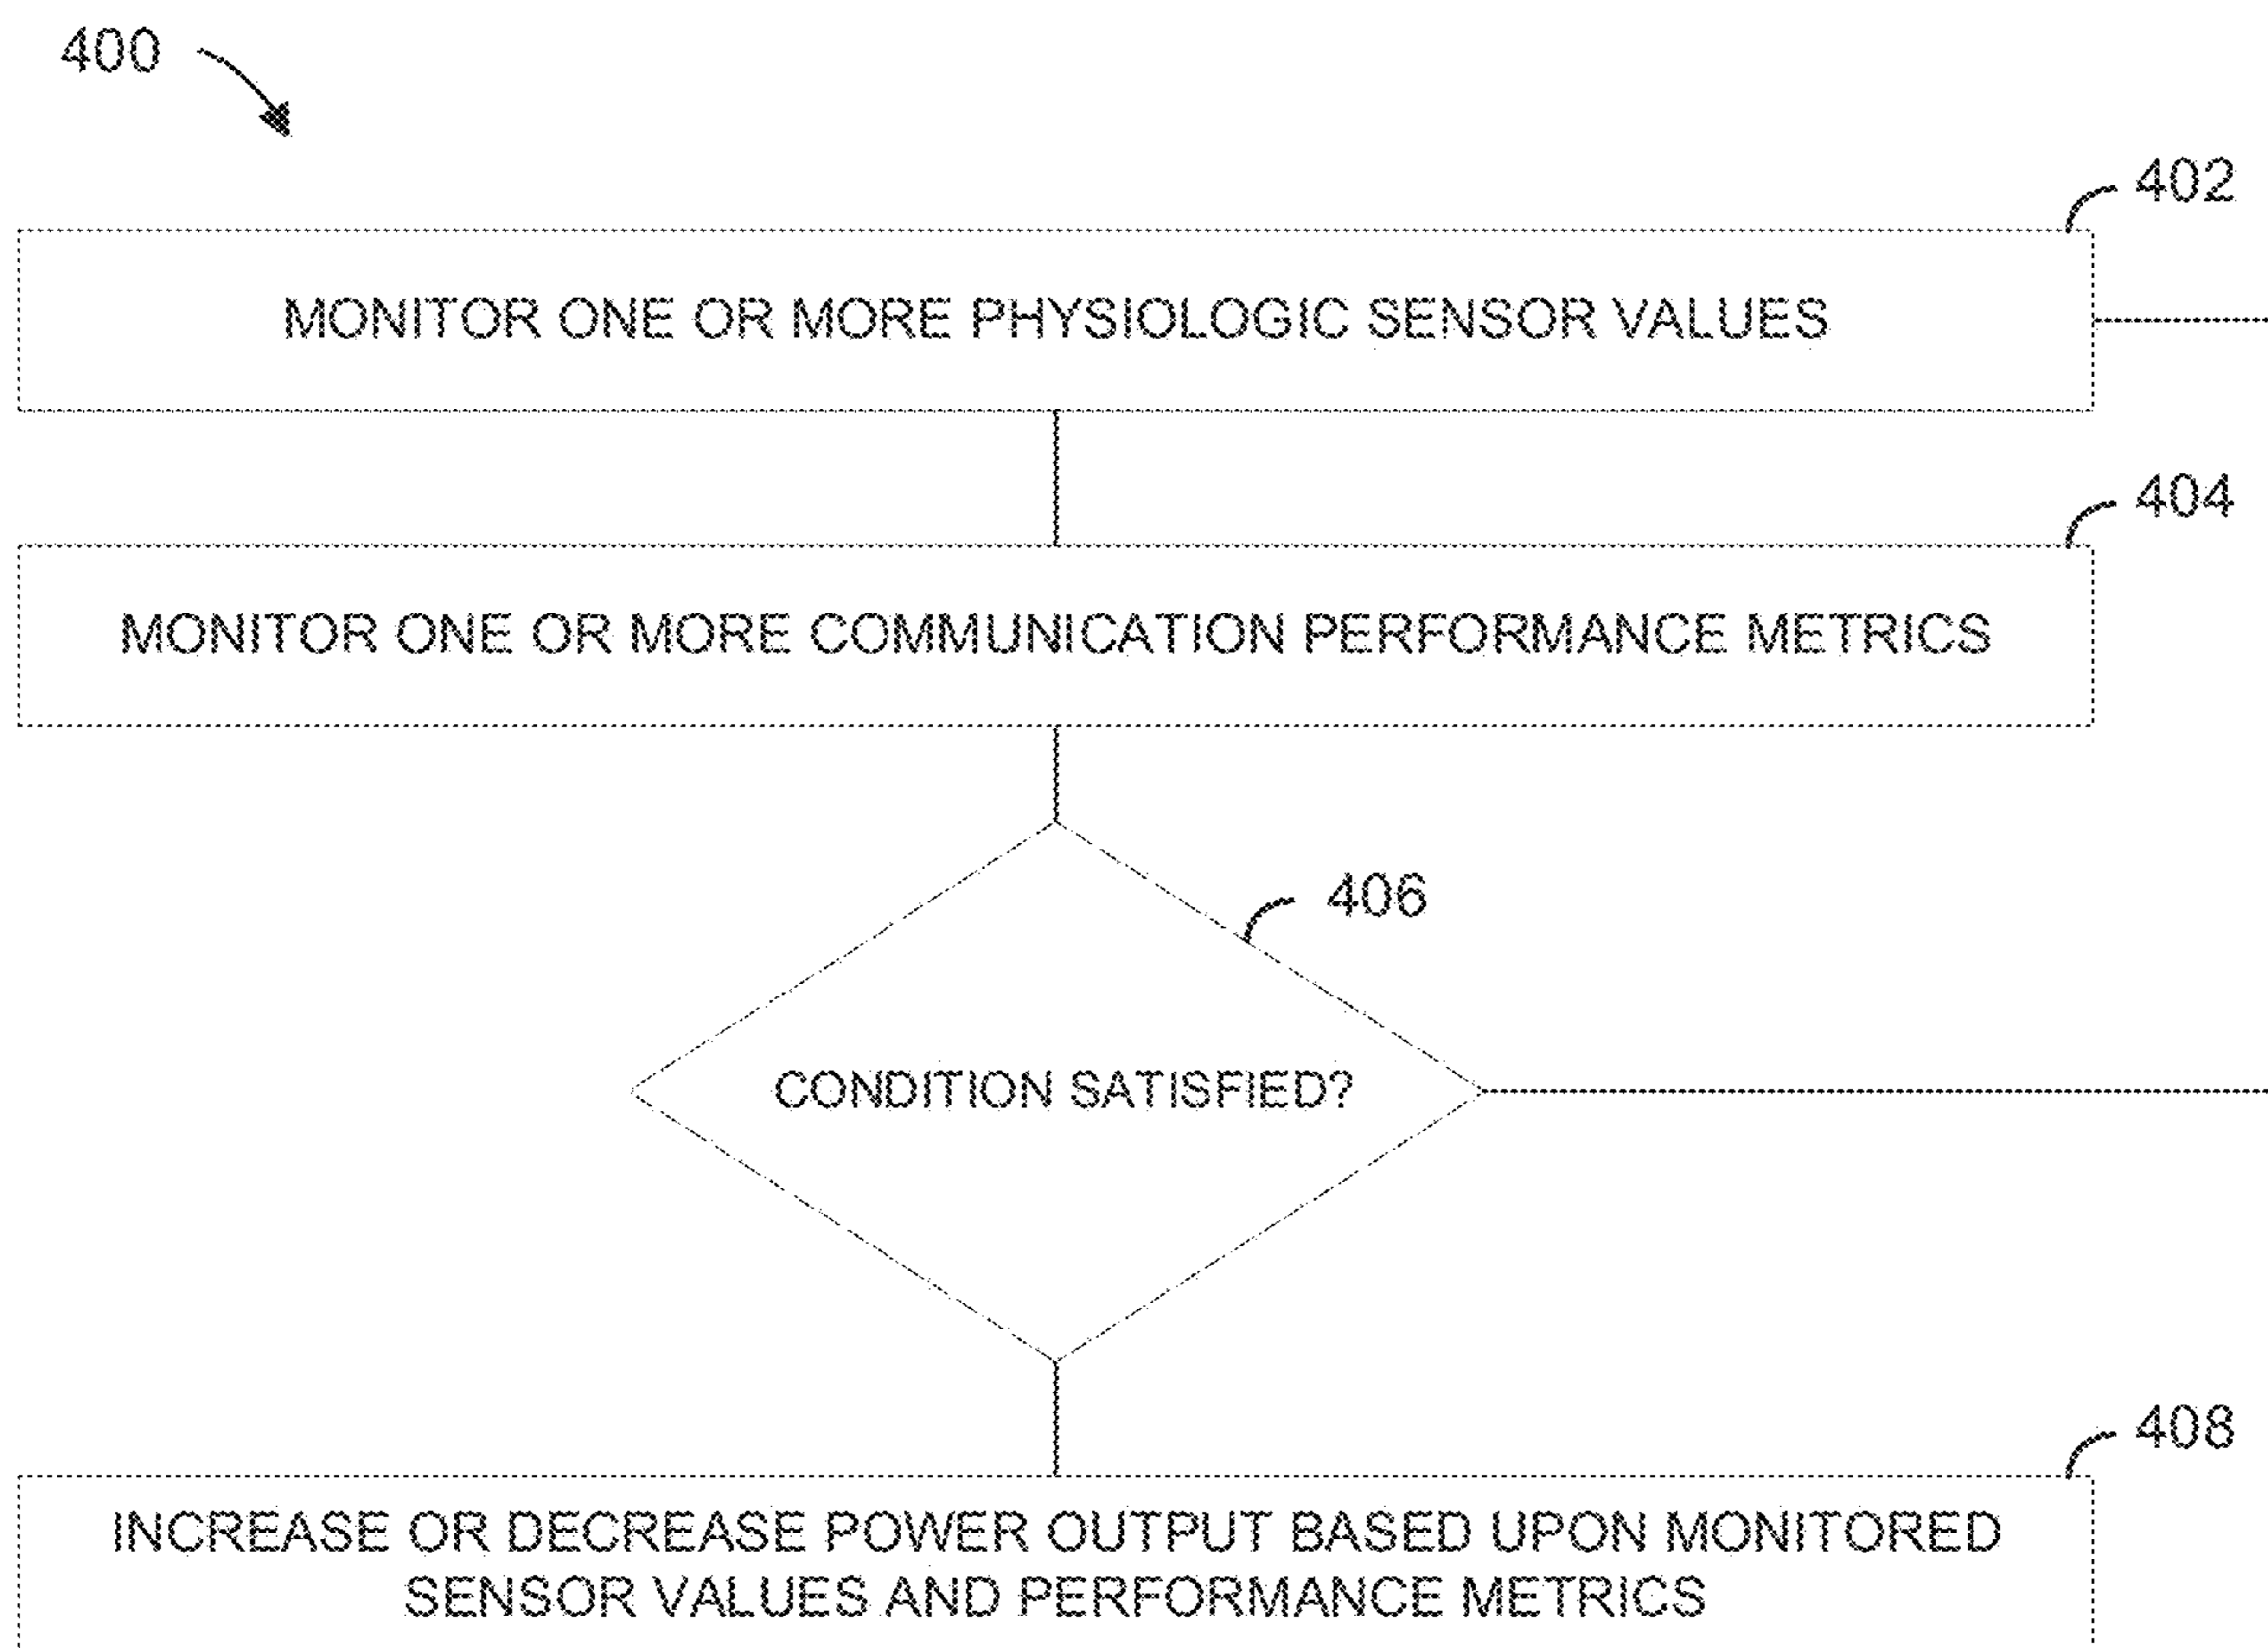 400
402
MONITOR ONE OR MORE PHYSIOLOGIC SENSOR VALUES
404
MONITOR ONE OR MORE COMMUNICATION PERFORMANCE METRICS
406
CONDITION SATISFIED?
408
INCREASE OR DECREASE POWER OUTPUT BASED UPON MONITORED
SENSOR VALUES AND PERFORMANCE METRICS